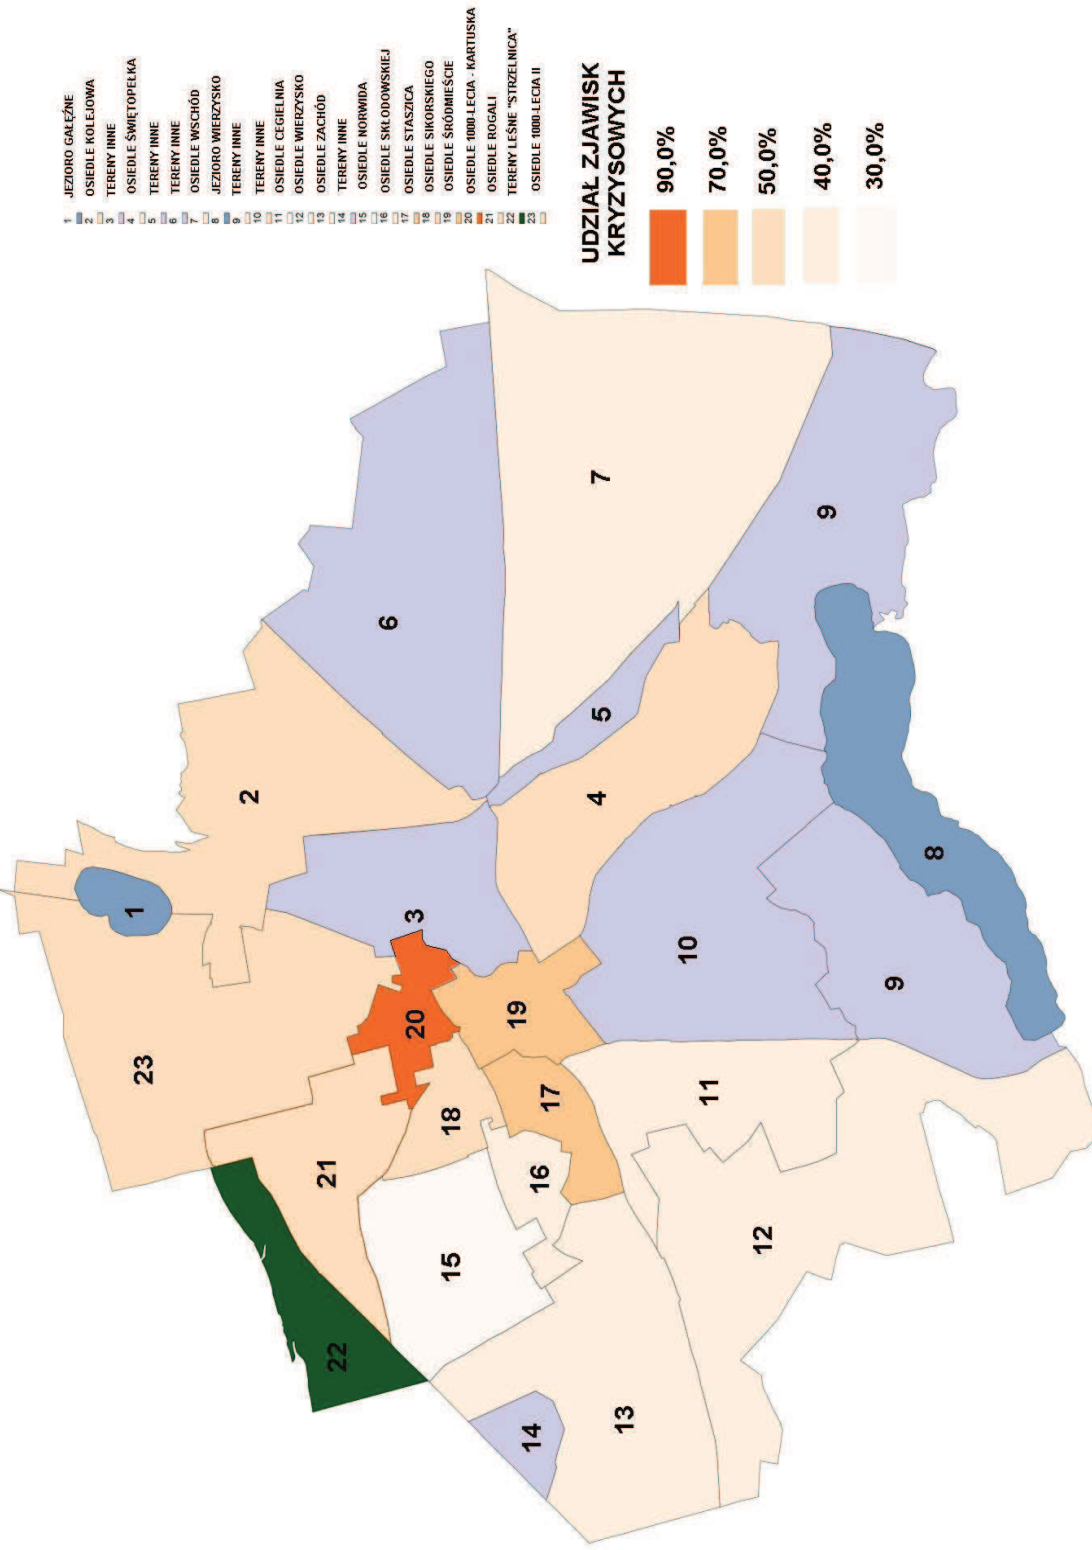 1 JEZIORO GAŁĘŹNE
2 OSIEDLE KOLEJOWA
3 TERENY INNE
4 OSIEDLE ŚWIĘTOPEŁKA
5 TERENY INNE
6 TERENY INNE
7 OSIEDLE WSCHÓD
8 JEZIORO WIERZYSKO
9 TERENY INNE
10 TERENY INNE
11 OSIEDLE CEGIELNIA
12 OSIEDLE WIERZYSKO
13 OSIEDLE ZACHÓD
14 TERENY INNE
15 OSIEDLE NORWIDA
16 OSIEDLE SKŁODOWSKIEJ
17 OSIEDLE STASZICA
18 OSIEDLE SIKORSKIEGO
19 OSIEDLE ŚRÓDMIEŚCIE
20 OSIEDLE 1000-LECIA - KARTUSKA
21 OSIEDLE ROGALI
22 TERENY LEŚNE "STRZELNICA"
23 OSIEDLE 1000-LECIA II
UDZIAŁ ZJAWISK
KRYZYSOWYCH
90,0%
70,0%
50,0%
40,0%
30,0%
1
23
2
22
21
6
20
3
18
15
19
14
16
17
4
5
7
13
10
11
12
9
9
8